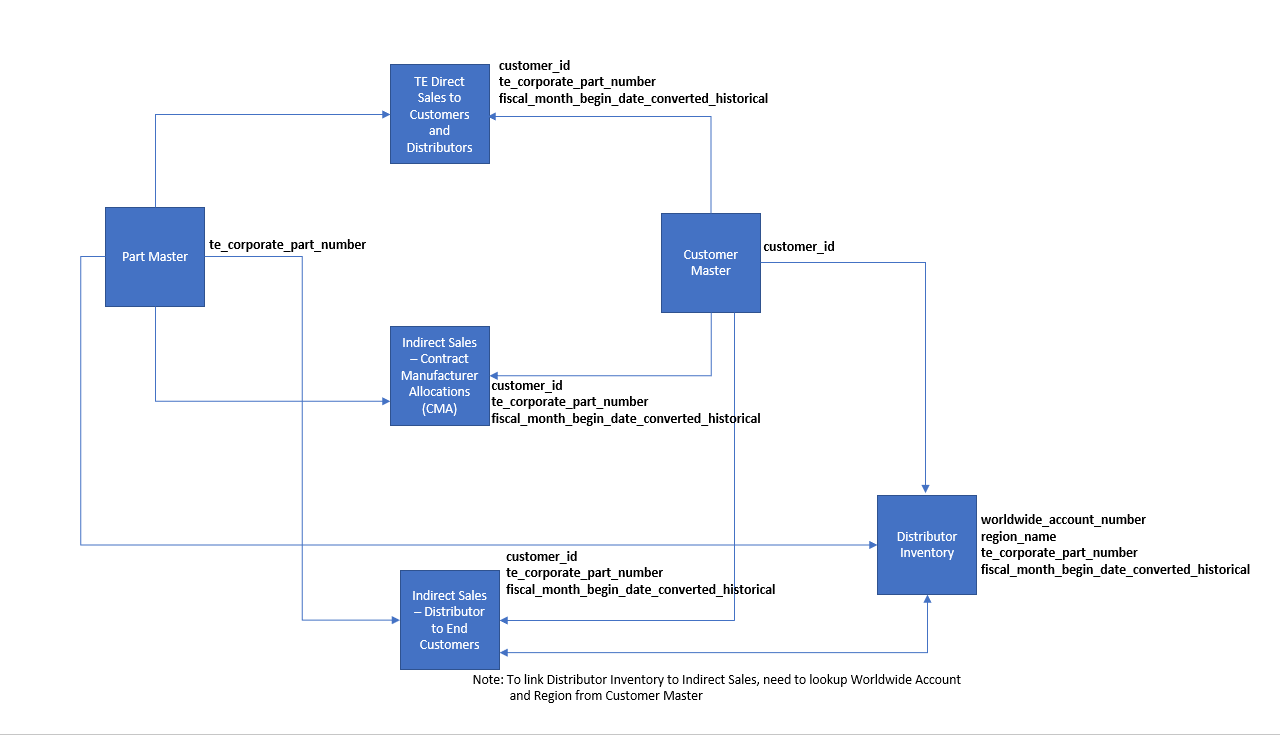 TE Direct
Sales to
Customers
and
Distributors
customer_id
te_corporate_part_number
fiscal_month_begin_date_converted_historical
Part Master
te_corporate_part_number
Customer
Master
customer_id
Indirect Sales
– Contract
Manufacturer
Allocations
(CMA)
customer_id
te_corporate_part_number
fiscal_month_begin_date_converted_historical
Distributor
Inventory
worldwide_account_number
region_name
te_corporate_part_number
fiscal_month_begin_date_converted_historical
customer_id
te_corporate_part_number
fiscal_month_begin_date_converted_historical
Indirect Sales
– Distributor
to End
Customers
Note: To link Distributor Inventory to Indirect Sales, need to lookup Worldwide Account
and Region from Customer Master